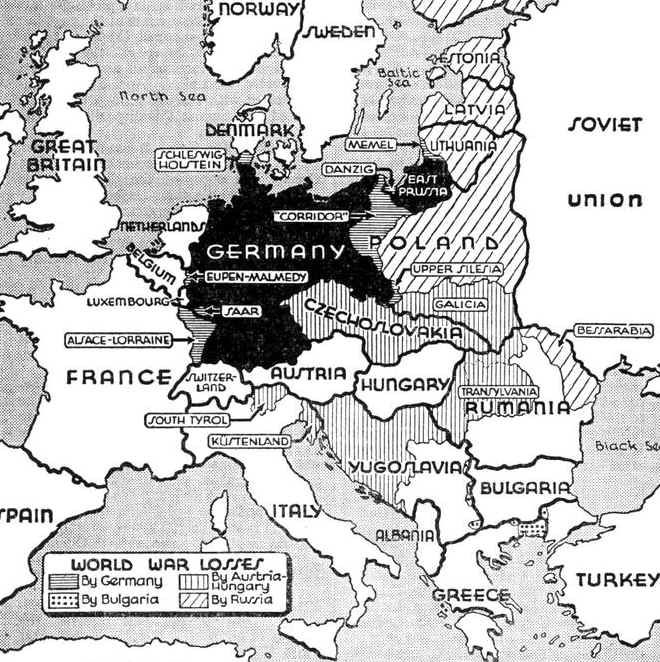 NORWAY
SWEDEN
ESTONIA
Baltic
Sea
North Sea
LATVIA
SOVIET
DENMARK
MEMEL
LITHUANIA
GREAT
BRITAIN
SCHLESWIG-
HOLSTEIN
DANZIG
EAST
PRUSSIA
UNION
"CORRIDOR"
NETHERLANDS
GERMANY
POLAND
BELGIUM
EUPEN-MALMEDY
UPPER SILESIA
LUXEMBOURG
SAAR
CZECHOSLOVAKIA
GALICIA
BESSARABIA
ALSACE-LORRAINE
FRANCE
SWITZER-
LAND
AUSTRIA
HUNGARY
TRANSYLVANIA
RUMANIA
SOUTH TYROL
KÜSTENLAND
Black Sea
YUGOSLAVIA
BULGARIA
SPAIN
ITALY
ALBANIA
WORLD WAR LOSSES
By Germany
By Austria-
Hungary
By Bulgaria
By Russia
GREECE
TURKEY